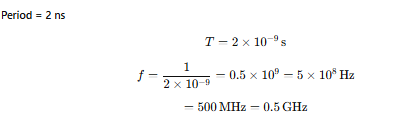 Period = 2 ns
T = 2 × 10⁻⁹ s
f = 1 / (2 × 10⁻⁹) = 0.5 × 10⁹ = 5 × 10⁸ Hz
= 500 MHz = 0.5 GHz